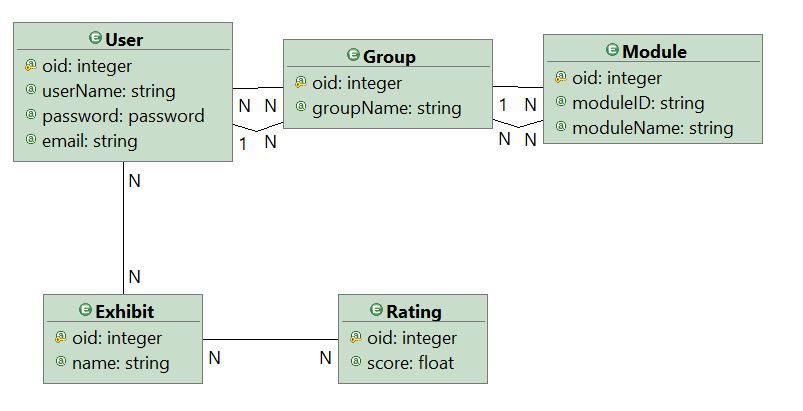 User
oid: integer
userName: string
password: password
email: string
Group
oid: integer
groupName: string
Module
oid: integer
moduleID: string
moduleName: string
N N
1 N
1 N
N N
N
N
Exhibit
oid: integer
name: string
Rating
oid: integer
score: float
N N